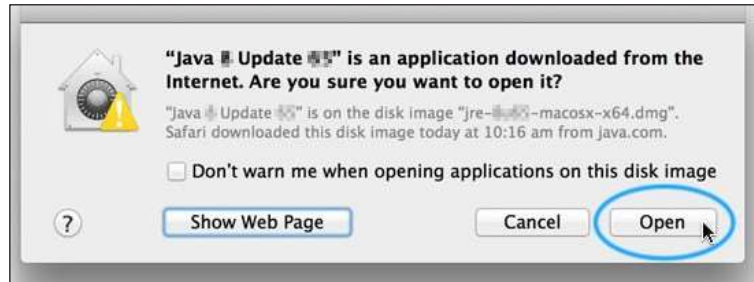 "Java Update" is an application downloaded from the
Internet. Are you sure you want to open it?
"Java Update" is on the disk image "jre- -macosx-x64.dmg".
Safari downloaded this disk image today at 10:16 am from java.com.
Don't warn me when opening applications on this disk image
?
Show Web Page
Cancel
Open